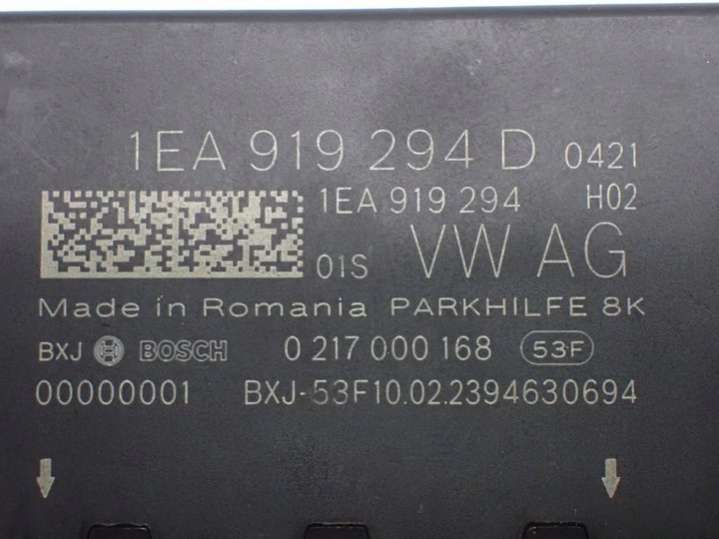 1EA 919 294 D 0421
1EA 919 294 H02
01S VW AG
Made in Romania PARKHILFE 8K
BXJ BOSCH 0 217 000 168 53F
00000001 BXJ-53F10.02.2394630694